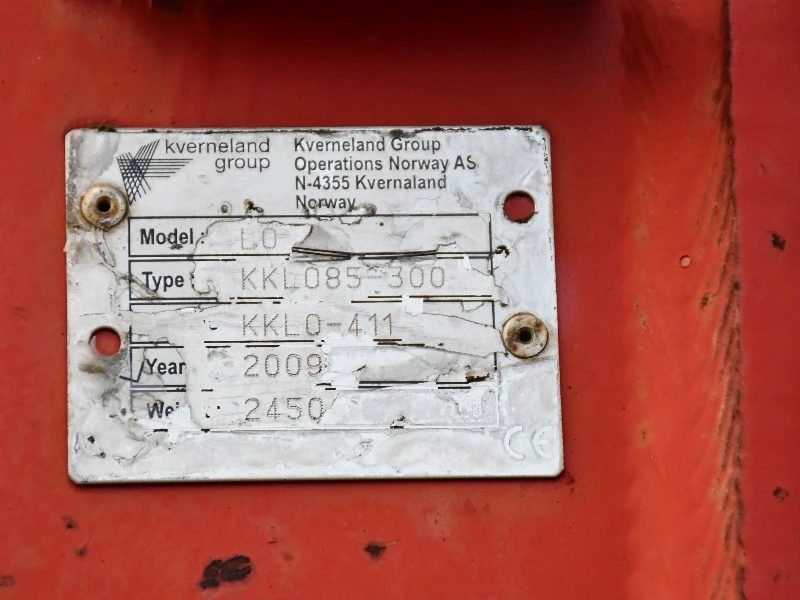 kverneland
group
Kverneland Group
Operations Norway AS
N-4355 Kvernaland
Norway
Model: LO
Type: KKLO85-300
KKLO-411
Year 2009
2450
CE